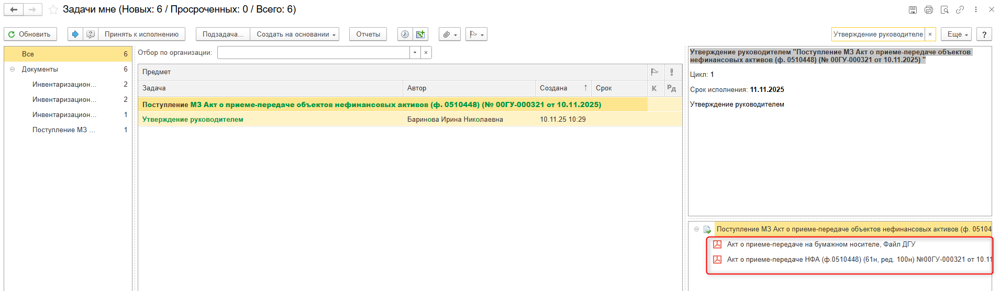 Задачи мне (Новых: 6 / Просроченных: 0 / Всего: 6)
Обновить
Принять к исполнению
Подзадача...
Создать на основании
Отчеты
Утверждение руководителе
×
Еще
?
Все 6
Документы 6
Инвентаризацион... 2
Инвентаризацион... 2
Инвентаризацион... 1
Поступление МЗ ... 1
Отбор по организации:
Предмет
Задача Автор Создана ↑ Срок К Рд
Поступление МЗ Акт о приеме-передаче объектов нефинансовых активов (ф. 0510448) (№ 00ГУ-000321 от 10.11.2025)
Утверждение руководителем Баринова Ирина Николаевна 10.11.25 10:29
Утверждение руководителем "Поступление МЗ Акт о приеме-передаче объектов
нефинансовых активов (ф. 0510448) (№ 00ГУ-000321 от 10.11.2025) "
Цикл: 1
Срок исполнения: 11.11.2025
Утверждение руководителем
Поступление МЗ Акт о приеме-передаче объектов нефинансовых активов (ф. 05104
Акт о приеме-передаче на бумажном носителе, Файл ДГУ
Акт о приеме-передаче НФА (ф.0510448) (61н, ред. 100н) №00ГУ-000321 от 10.11